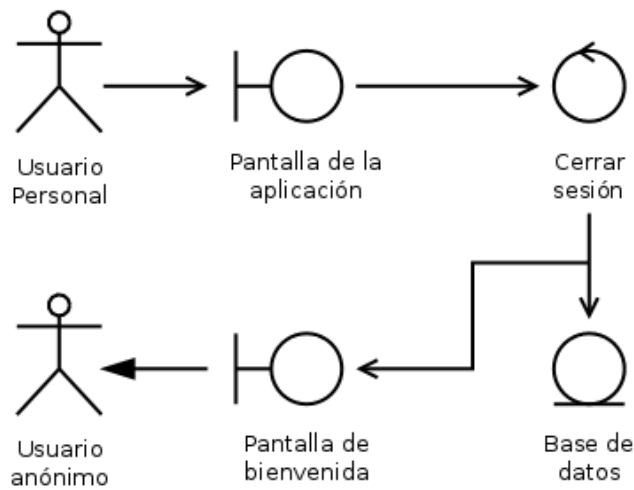 Usuario
Personal
Pantalla de la
aplicación
Cerrar
sesión
Usuario
anónimo
Pantalla de
bienvenida
Base de
datos